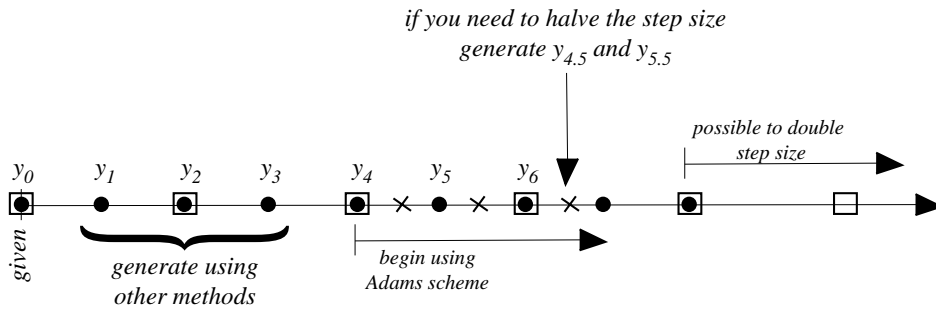 if you need to halve the step size
generate y4.5 and y5.5
possible to double
step size
y0
y1
y2
y3
y4
y5
y6
given
generate using
other methods
begin using
Adams scheme